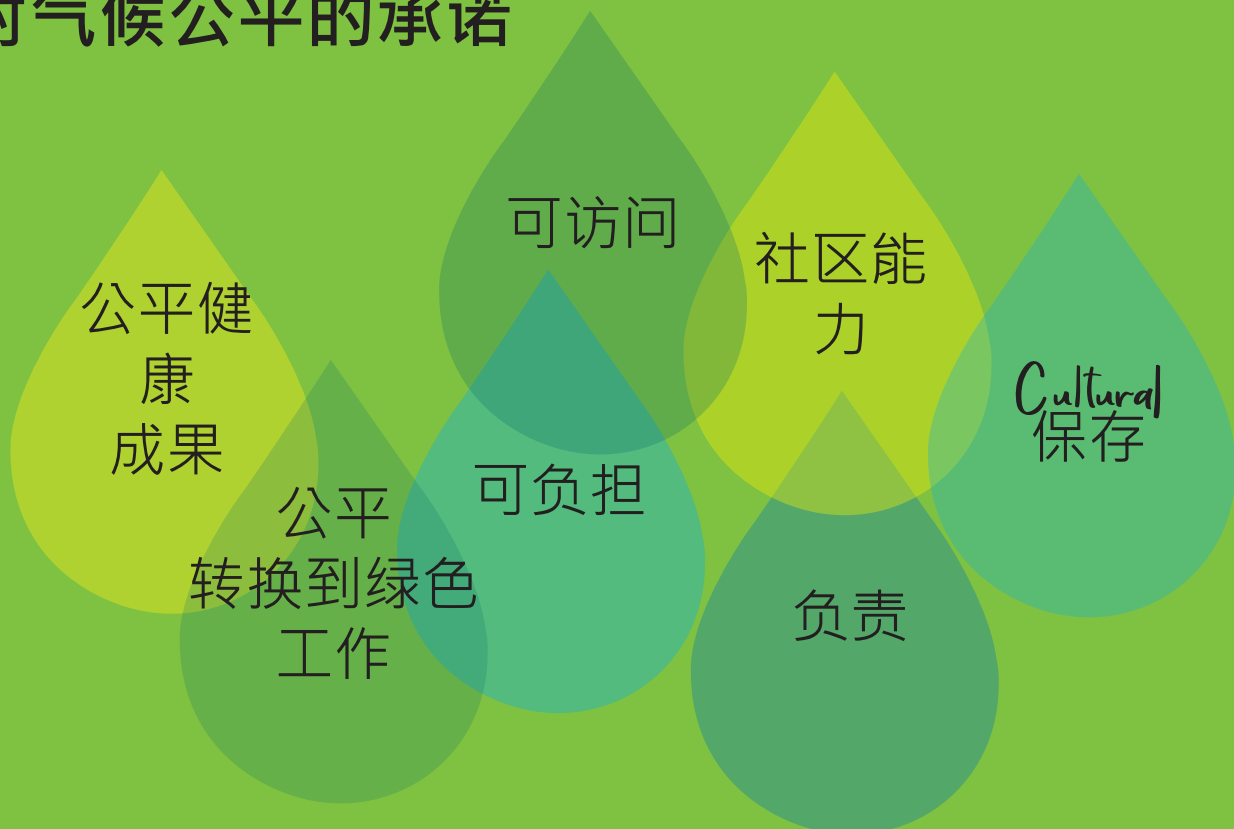 对气候公平的承诺
可访问
社区能
力
公平健
康
成果
Cultural
保存
公平
转换到绿色
工作
可负担
负责